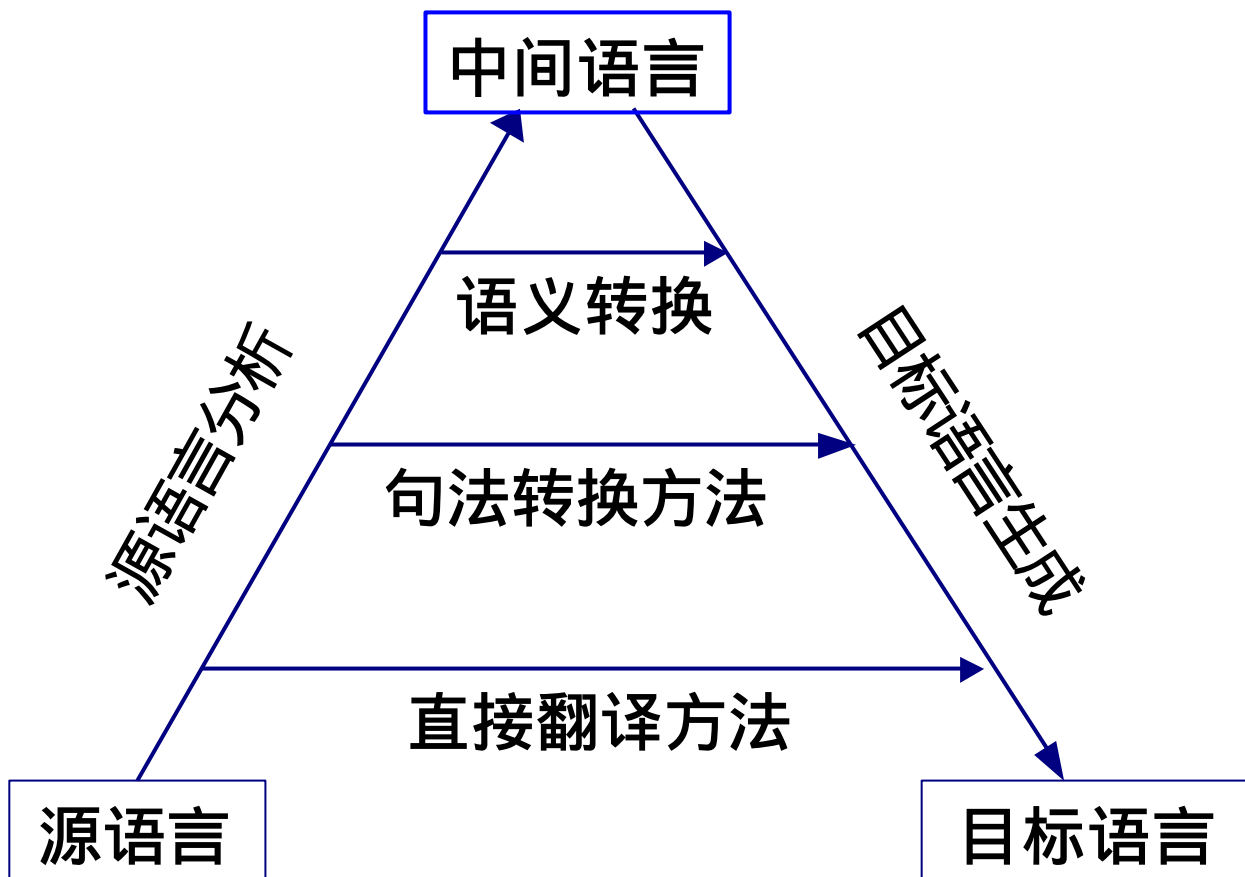 中间语言
语义转换
源语言分析
目标语言生成
句法转换方法
直接翻译方法
源语言
目标语言